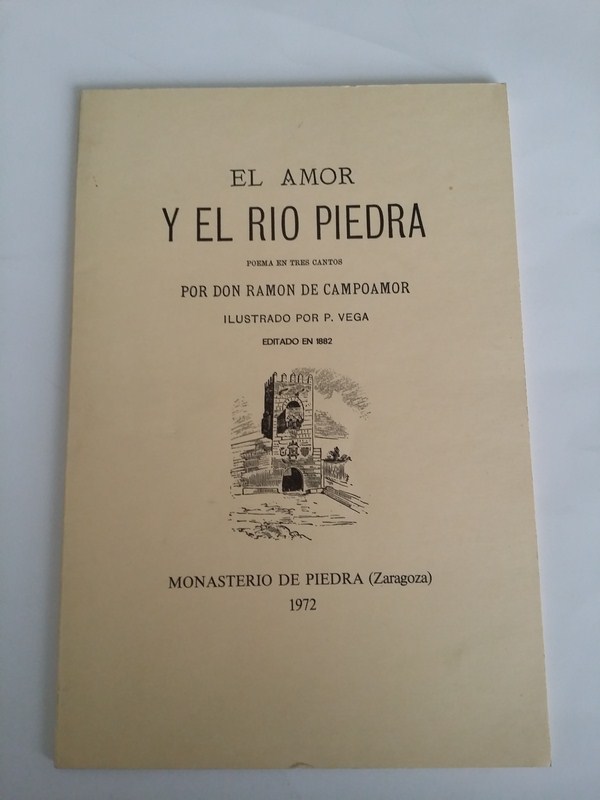 EL AMOR
Y EL RIO PIEDRA
POEMA EN TRES CANTOS
POR DON RAMON DE CAMPOAMOR
ILUSTRADO POR P. VEGA
EDITADO EN 1882
MONASTERIO DE PIEDRA (Zaragoza)
1972